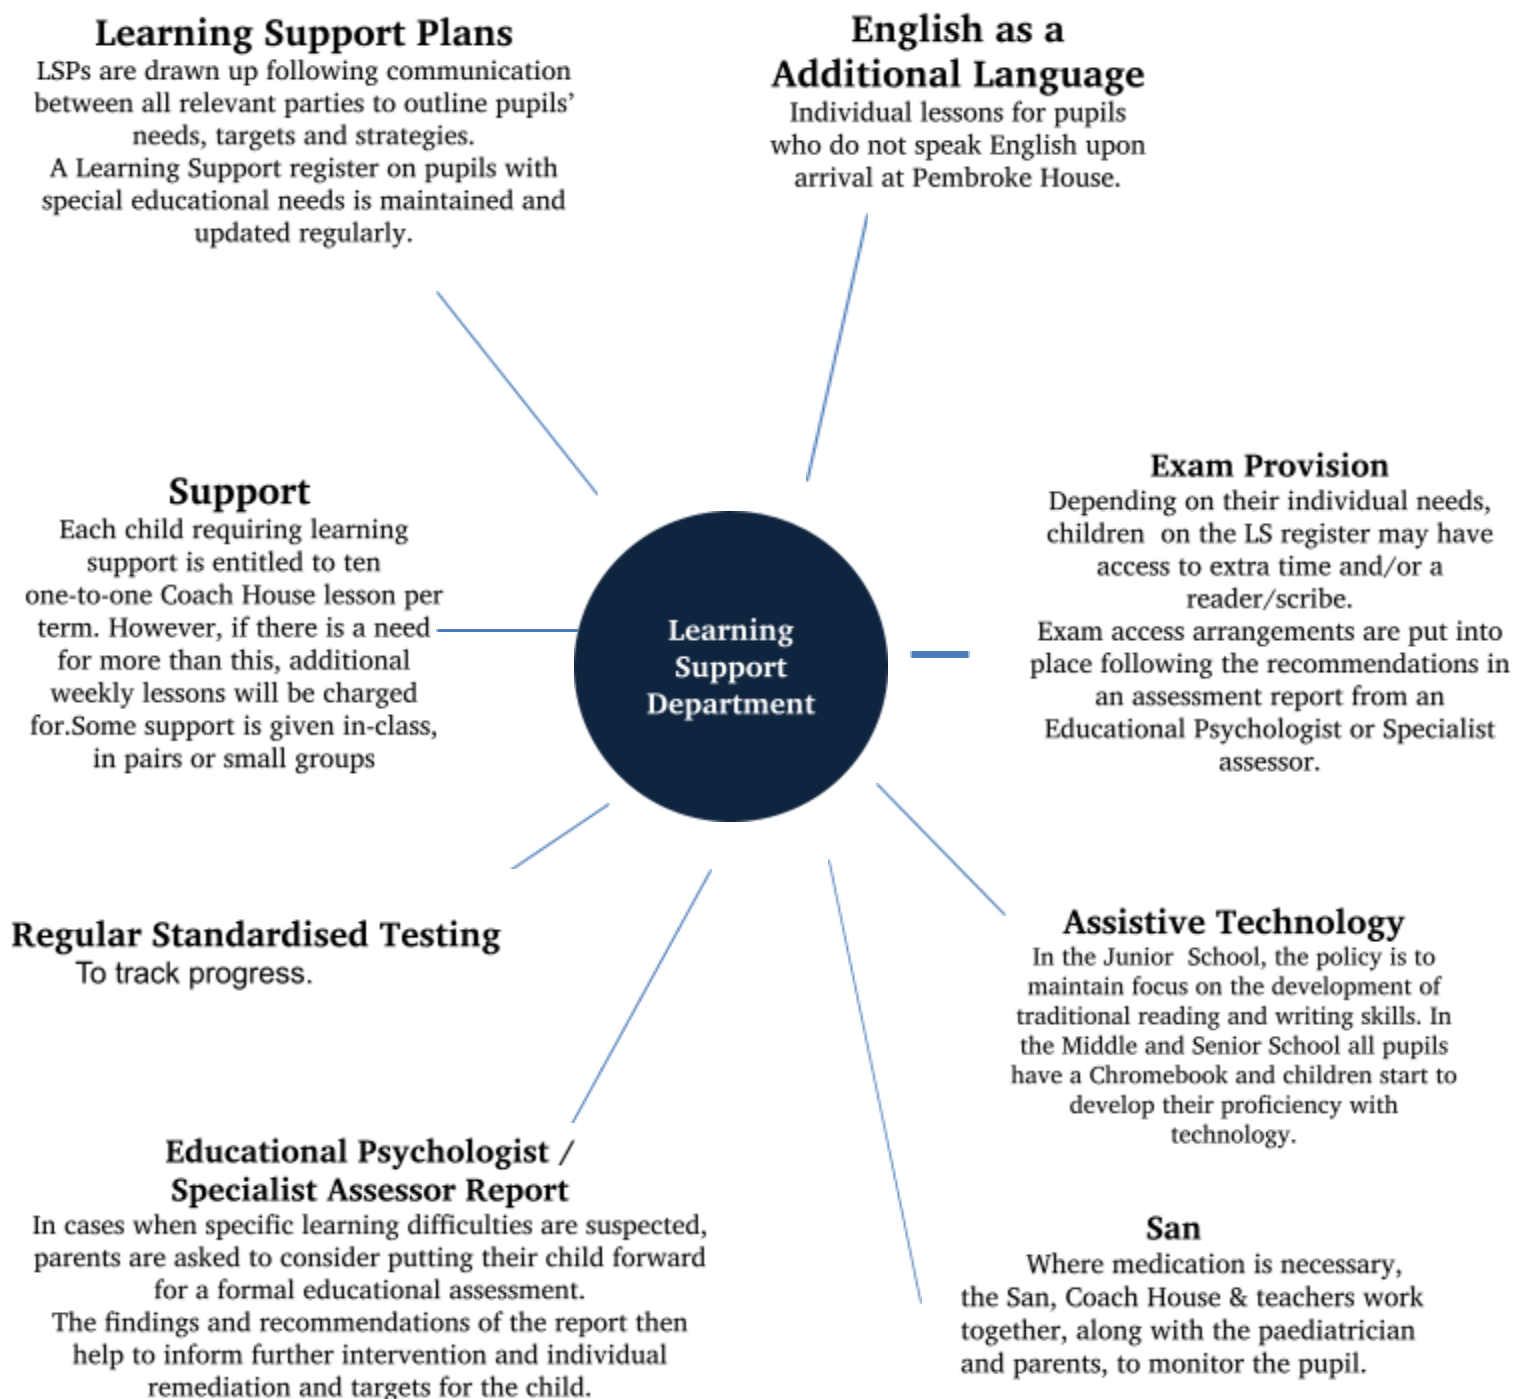 Learning Support Plans
LSPs are drawn up following communication
between all relevant parties to outline pupils’
needs, targets and strategies.
A Learning Support register on pupils with
special educational needs is maintained and
updated regularly.
English as a
Additional Language
Individual lessons for pupils
who do not speak English upon
arrival at Pembroke House.
Support
Each child requiring learning
support is entitled to ten
one-to-one Coach House lesson per
term. However, if there is a need
for more than this, additional
weekly lessons will be charged
for.Some support is given in-class,
in pairs or small groups
Learning
Support
Department
Exam Provision
Depending on their individual needs,
children  on the LS register may have
access to extra time and/or a
reader/scribe.
Exam access arrangements are put into
place following the recommendations in
an assessment report from an
Educational Psychologist or Specialist
assessor.
Regular Standardised Testing
To track progress.
Assistive Technology
In the Junior  School, the policy is to
maintain focus on the development of
traditional reading and writing skills. In
the Middle and Senior School all pupils
have a Chromebook and children start to
develop their proficiency with
technology.
Educational Psychologist /
Specialist Assessor Report
In cases when specific learning difficulties are suspected,
parents are asked to consider putting their child forward
for a formal educational assessment.
The findings and recommendations of the report then
help to inform further intervention and individual
remediation and targets for the child.
San
Where medication is necessary,
the San, Coach House & teachers work
together, along with the paediatrician
and parents, to monitor the pupil.